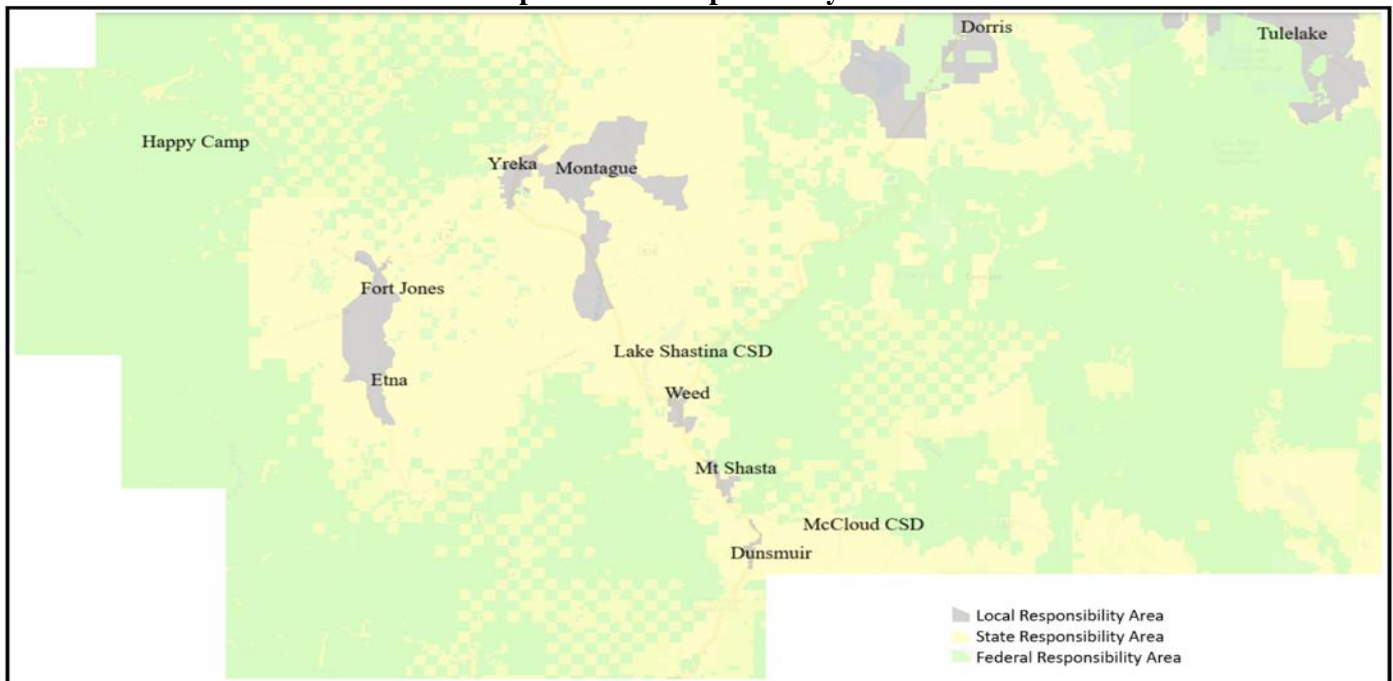 Dorris
Tulelake
Happy Camp
Yreka
Montague
Fort Jones
Lake Shastina CSD
Etna
Weed
Mt Shasta
McCloud CSD
Dunsmuir
Local Responsibility Area
State Responsibility Area
Federal Responsibility Area